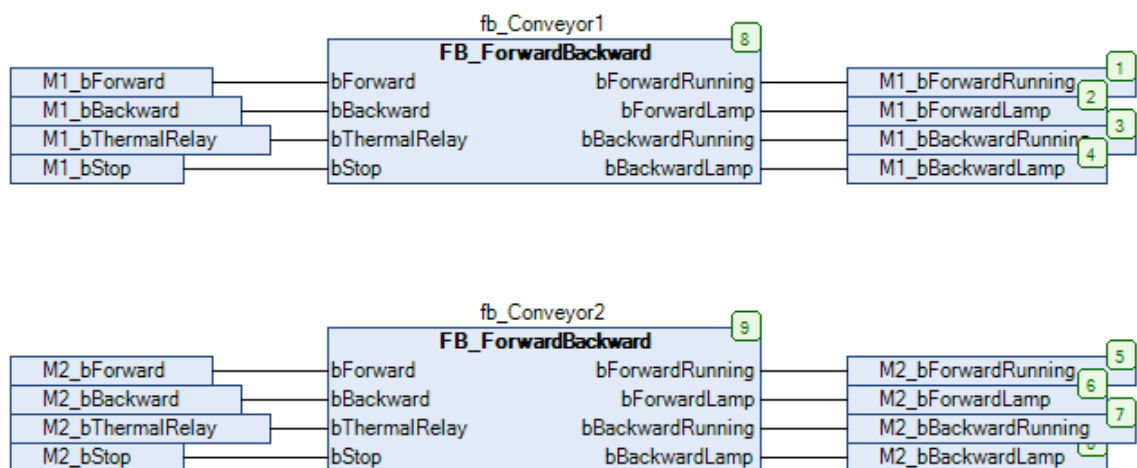 fb_Conveyor1
8
FB_ForwardBackward
M1_bForward bForward bForwardRunning M1_bForwardRunning 1
M1_bBackward bBackward bForwardLamp M1_bForwardLamp 2
M1_bThermalRelay bThermalRelay bBackwardRunning M1_bBackwardRunning 3
M1_bStop bStop bBackwardLamp M1_bBackwardLamp 4
fb_Conveyor2
9
FB_ForwardBackward
M2_bForward bForward bForwardRunning M2_bForwardRunning 5
M2_bBackward bBackward bForwardLamp M2_bForwardLamp 6
M2_bThermalRelay bThermalRelay bBackwardRunning M2_bBackwardRunning 7
M2_bStop bStop bBackwardLamp M2_bBackwardLamp